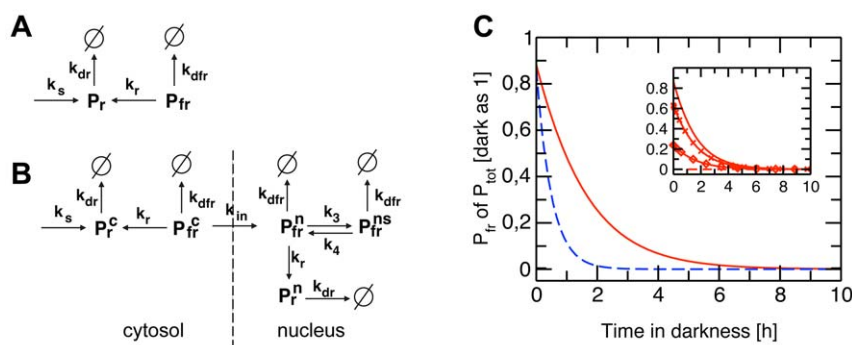 A
∅ ∅
k_dr k_r k_dfr
k_s P_r P_fr
B
∅ ∅ ∅ ∅
k_dr k_r k_dfr k_in k_dfr k_3 k_dfr
k_s P_r^c P_fr^c P_fr^n P_fr^ns
k_4
k_r
P_r^n k_dr ∅
cytosol nucleus
C
P_fr of P_tot [dark as 1]
1
0.8
0.6
0,4
0,2
0
0 2 4 6 8 10
Time in darkness [h]
0.8
0.6
0.4
0.2
0
0 2 4 6 8 10